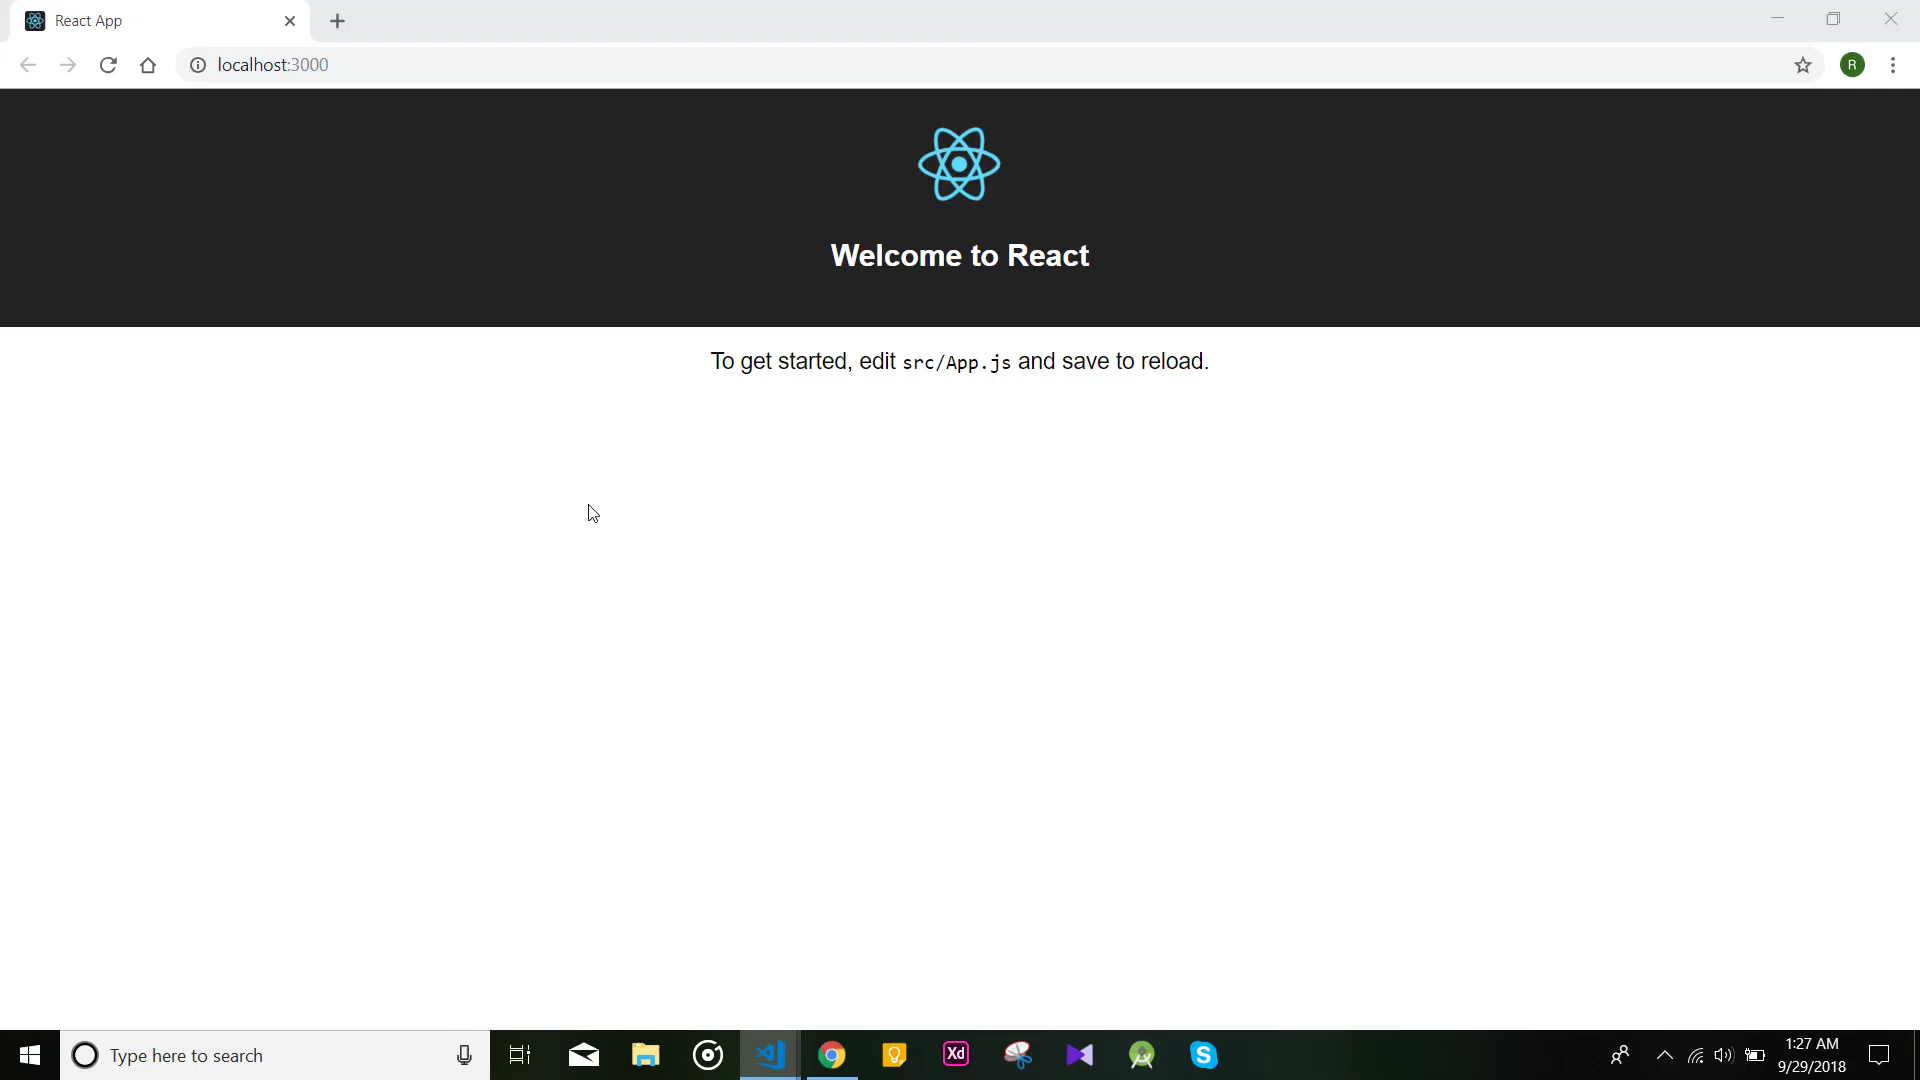 React App
localhost:3000
R
Welcome to React
To get started, edit src/App.js and save to reload.
Type here to search
Xd
S
1:27 AM
9/29/2018